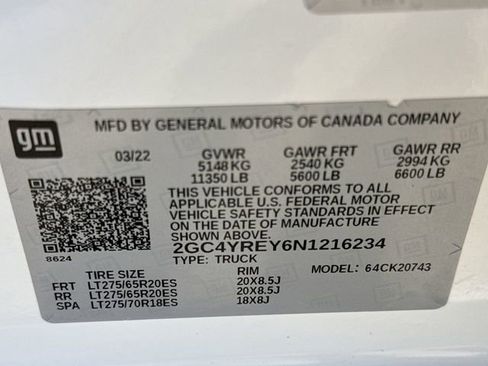 gm
MFD BY GENERAL MOTORS OF CANADA COMPANY
03/22 GVWR GAWR FRT GAWR RR
5148 KG 2540 KG 2994 KG
11350 LB 5600 LB 6600 LB
THIS VEHICLE CONFORMS TO ALL
APPLICABLE U.S. FEDERAL MOTOR
VEHICLE SAFETY STANDARDS IN EFFECT
ON THE DATE OF MANUFACTURE
SHOWN ABOVE.
2GC4YREY6N1216234
8624 TYPE: TRUCK
TIRE SIZE RIM MODEL: 64CK20743
FRT LT275/65R20ES 20X8.5J
RR LT275/65R20ES 20X8.5J
SPA LT275/70R18ES 18X8J